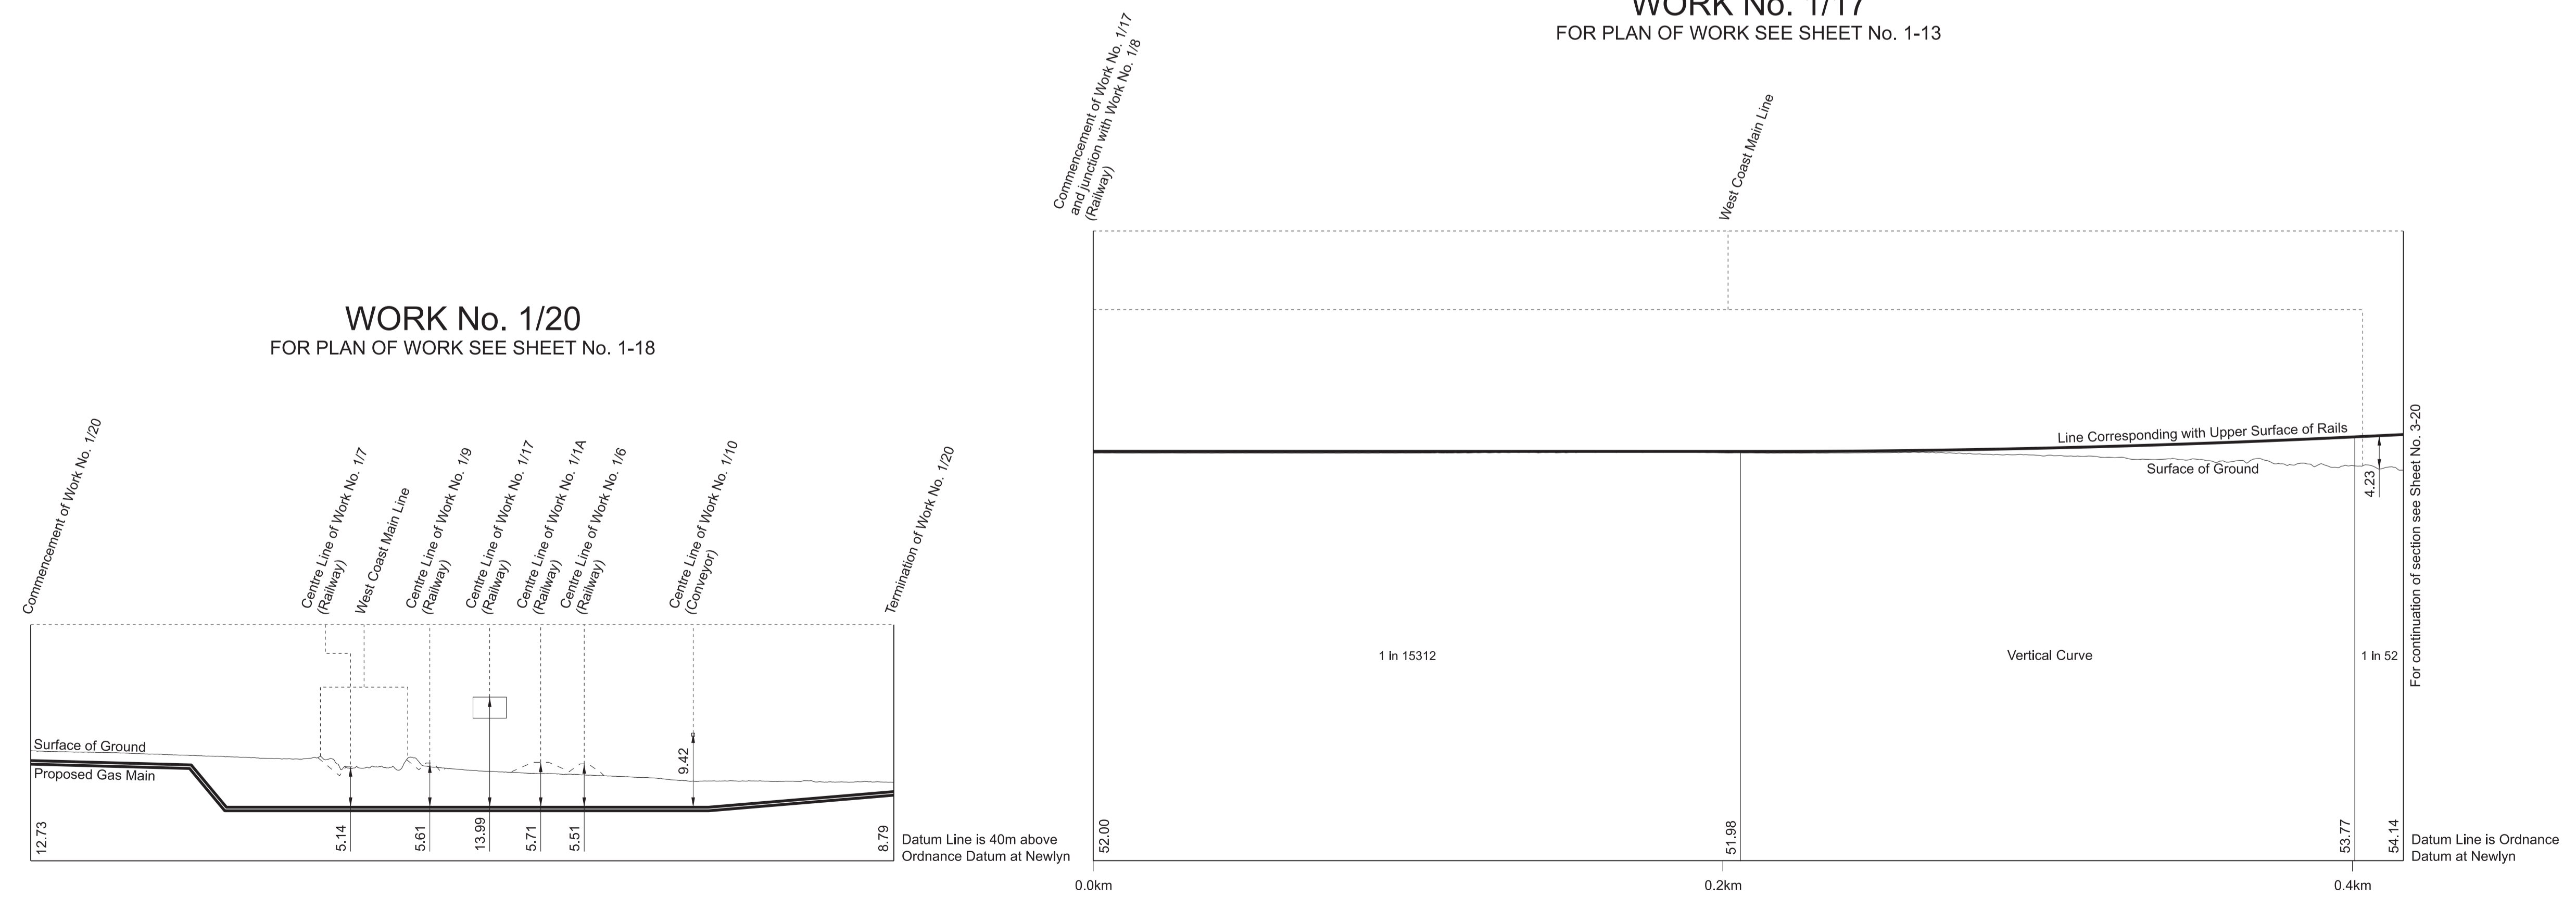 WORK No. 1/17
FOR PLAN OF WORK SEE SHEET No. 1-13
Commencement of Work No. 1/17
and junction with Work No. 1/8
(Railway)
West Coast Main Line
Line Corresponding with Upper Surface of Rails
Surface of Ground
4.23
For continuation of section see Sheet No. 3-20
1 in 15312
Vertical Curve
1 in 52
52.00
51.98
53.77
54.14
Datum Line is Ordnance
Datum at Newlyn
0.0km
0.2km
0.4km
WORK No. 1/20
FOR PLAN OF WORK SEE SHEET No. 1-18
Commencement of Work No. 1/20
Centre Line of Work No. 1/7
(Railway)
West Coast Main Line
Centre Line of Work No. 1/9
(Railway)
Centre Line of Work No. 1/17
(Railway)
Centre Line of Work No. 1/1A
(Railway)
Centre Line of Work No. 1/6
(Railway)
Centre Line of Work No. 1/10
(Conveyor)
Termination of Work No. 1/20
Surface of Ground
Proposed Gas Main
9.42
12.73
5.14
5.61
13.99
5.71
5.51
8.79
Datum Line is 40m above
Ordnance Datum at Newlyn